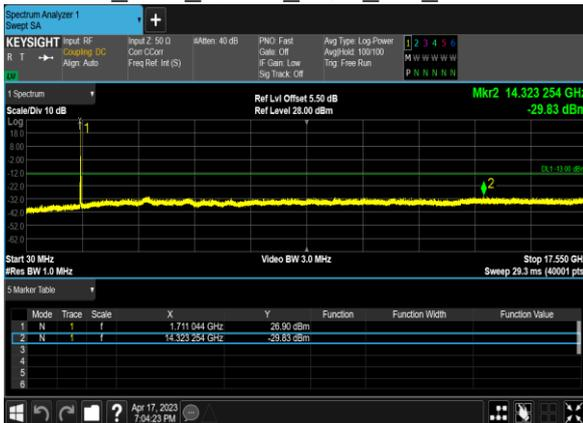 Spectrum Analyzer 1
Swept SA
+
KEYSIGHT
R T
LV
Input: RF
Coupling: DC
Align: Auto
Input Z: 50 Ω
Corr CCorr
Freq Ref: Int (S)
#Atten: 40 dB
PNO: Fast
Gate: Off
IF Gain: Low
Sig Track: Off
Avg Type: Log-Power
Avg|Hold: 100/100
Trig: Free Run
1 2 3 4 5 6
M W W W W W
P N N N N N
1 Spectrum
Scale/Div 10 dB
Log
Ref Lvl Offset 5.50 dB
Ref Level 28.00 dBm
Mkr2 14.323 254 GHz
-29.83 dBm
18.0
8.00
-2.00
-12.0
-22.0
-32.0
-42.0
-52.0
-62.0
1
DL1 -13.00 dBm
2
Start 30 MHz
#Res BW 1.0 MHz
Video BW 3.0 MHz
Stop 17.550 GHz
Sweep 29.3 ms (40001 pts)
5 Marker Table
Mode Trace Scale X Y Function Function Width Function Value
1 N 1 f 1.711 044 GHz 26.90 dBm
2 N 1 f 14.323 254 GHz -29.83 dBm
3
4
5
6
?
Apr 17, 2023
7:04:23 PM